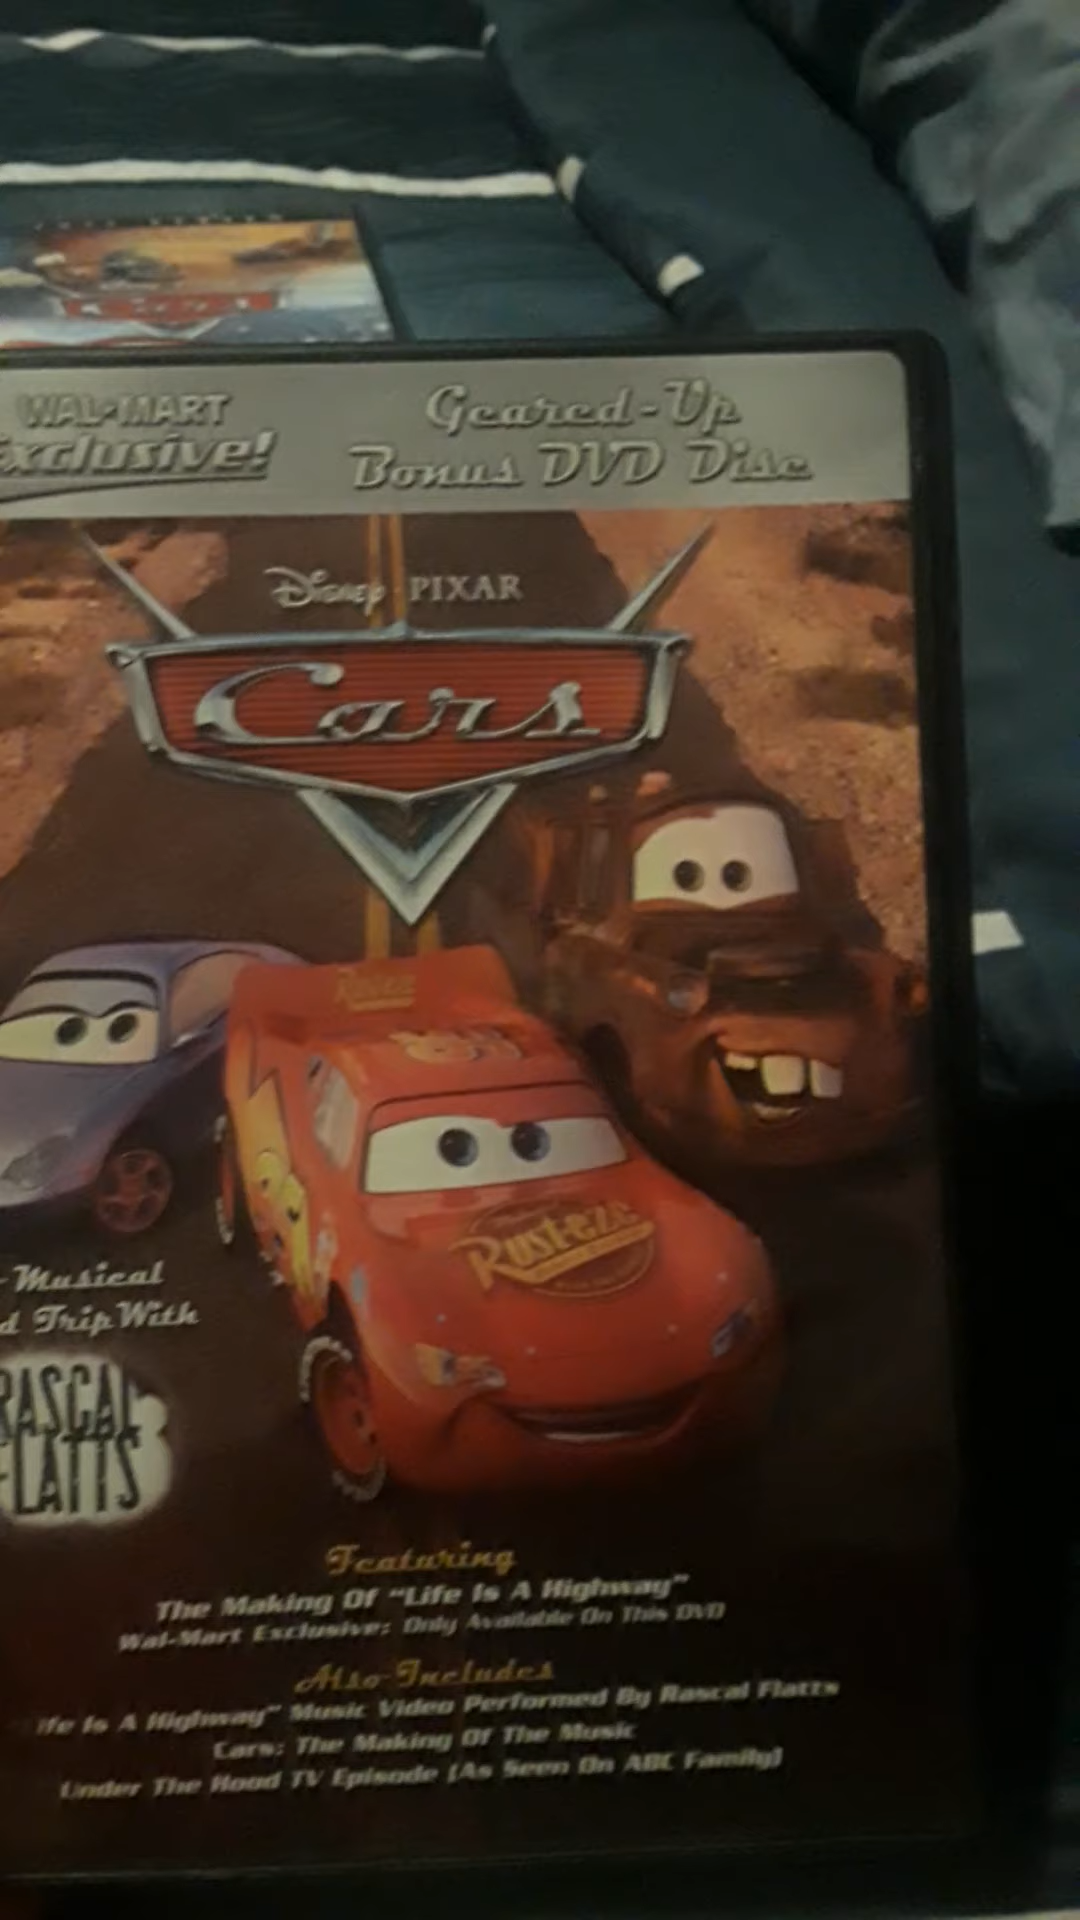 WAL-MART
Exclusive!
Geared-Up
Bonus DVD Disc
Disney PIXAR
Cars
Rusteze
Rust-eze
Musical
Trip With
RASCAL
FLATTS
Featuring
The Making Of "Life Is A Highway"
Wal-Mart Exclusive: Only Available On This DVD
Also Includes
ife Is A Highway" Music Video Performed By Rascal Flatts
Cars: The Making Of The Music
Under The Hood TV Episode (As Seen On ABC Family)